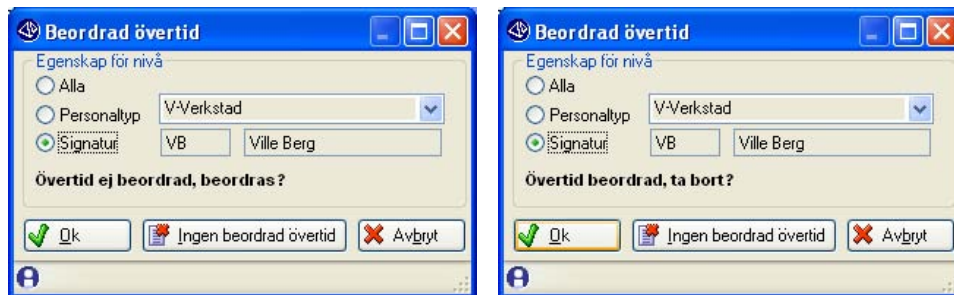 Beordrad övertid
Egenskap för nivå
Alla
Personaltyp V-Verkstad
Signatur VB Ville Berg
Övertid ej beordrad, beordras?
Ok Ingen beordrad övertid Avbryt
Beordrad övertid
Egenskap för nivå
Alla
Personaltyp V-Verkstad
Signatur VB Ville Berg
Övertid beordrad, ta bort?
Ok Ingen beordrad övertid Avbryt